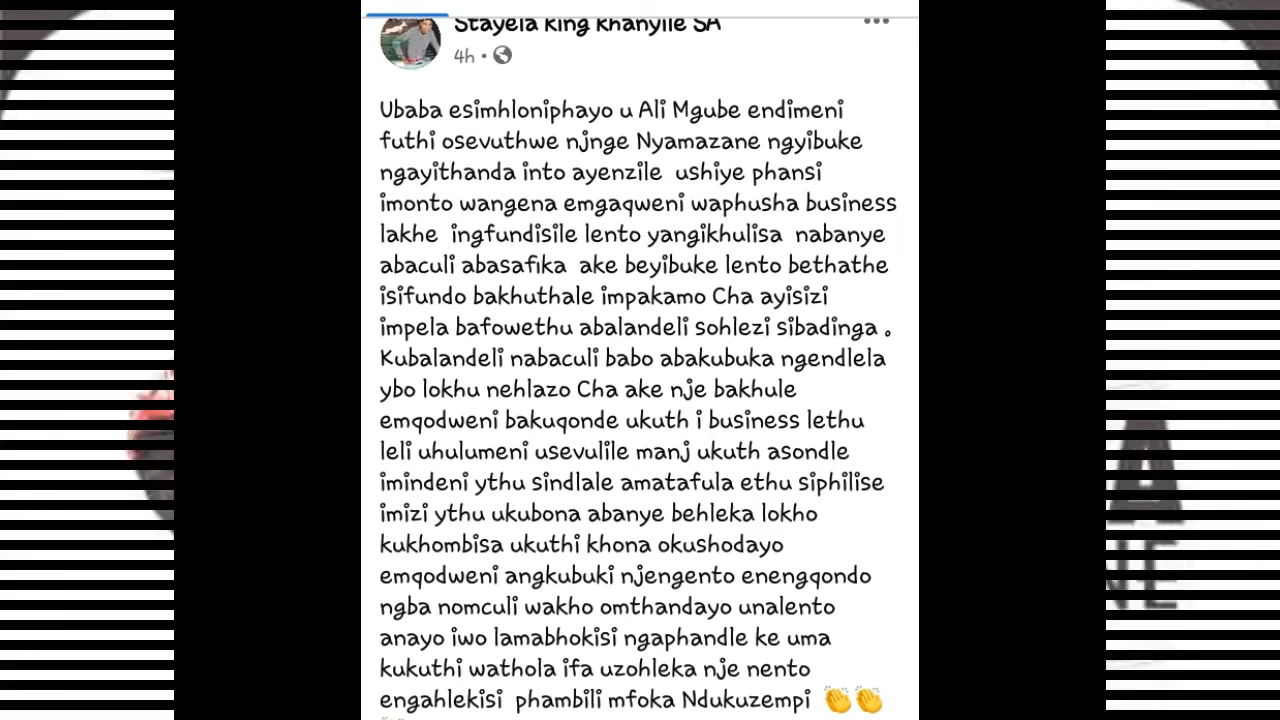 Stayela king khanyile SA
4h
Ubaba esimhloniphayo u Ali Mgube endimeni
futhi osevuthwe njnge Nyamazane ngyibuke
ngayithanda into ayenzile ushiye phansi
imonto wangena emgaqweni waphusha business
lakhe ingfundisile lento yangikhulisa nabanye
abaculi abasafika ake beyibuke lento bethathe
isifundo bakhuthale impakamo Cha ayisizi
impela bafowethu abalandeli sohlezi sibadinga .
Kubalandeli nabaculi babo abakubuka ngendlela
ybo lokhu nehlazo Cha ake nje bakhule
emqodweni bakuqonde ukuth i business lethu
leli uhulumeni usevulile manj ukuth asondle
imindeni ythu sindlale amatafula ethu siphilise
imizi ythu ukubona abanye behleka lokho
kukhombisa ukuthi khona okushodayo
emqodweni angkubuki njengento enengqondo
ngba nomculi wakho omthandayo unalento
anayo iwo lamabhokisi ngaphandle ke uma
kukuthi wathola ifa uzohleka nje nento
engahlekisi phambili mfoka Ndukuzempi 👏👏
A
NE